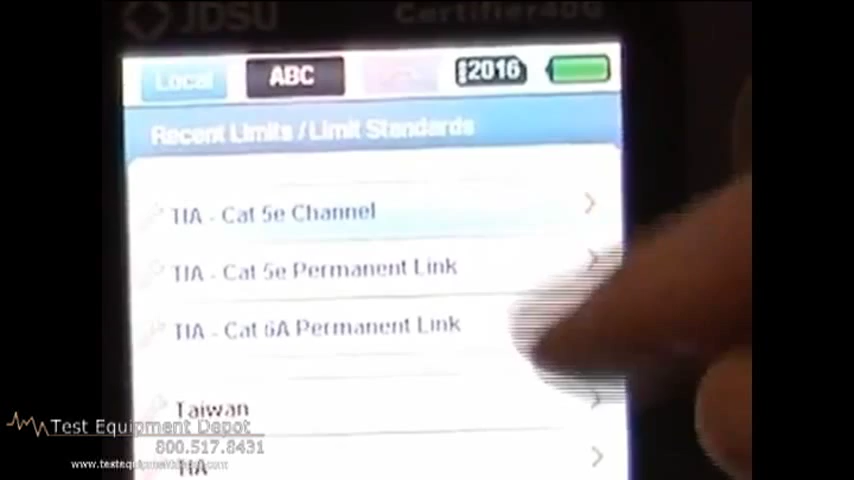 JDSU Certifier40G
Local ABC 2016
Recent Limits / Limit Standards
TIA - Cat 5e Channel
TIA - Cat 5e Permanent Link
TIA - Cat 6A Permanent Link
Taiwan
TIA
Test Equipment Depot
800.517.8431